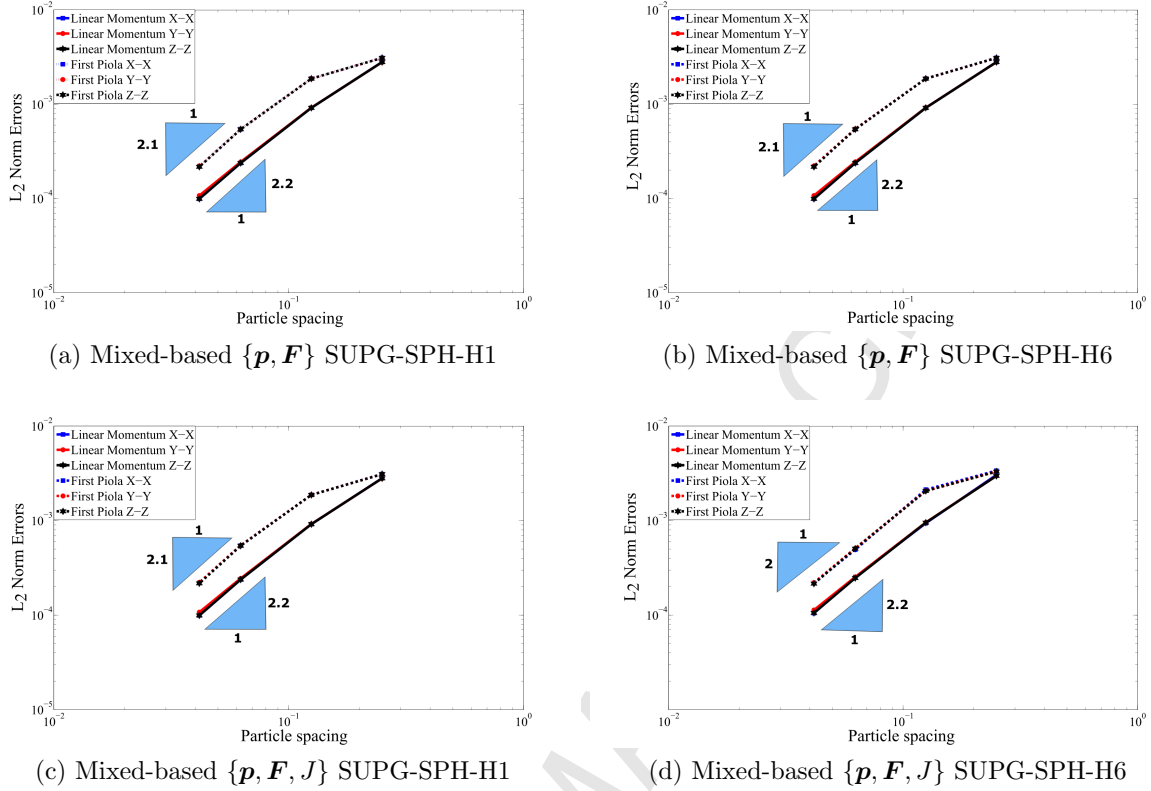 10⁻²
Linear Momentum X−X
Linear Momentum Y−Y
Linear Momentum Z−Z
First Piola X−X
First Piola Y−Y
First Piola Z−Z
L₂ Norm Errors
10⁻³
10⁻⁴
10⁻⁵
1
2.1
2.2
1
10⁻²
10⁻¹
10⁰
Particle spacing
(a) Mixed-based {p, F} SUPG-SPH-H1
10⁻²
Linear Momentum X−X
Linear Momentum Y−Y
Linear Momentum Z−Z
First Piola X−X
First Piola Y−Y
First Piola Z−Z
L₂ Norm Errors
10⁻³
10⁻⁴
10⁻⁵
1
2.1
2.2
1
10⁻²
10⁻¹
10⁰
Particle spacing
(b) Mixed-based {p, F} SUPG-SPH-H6
10⁻²
Linear Momentum X−X
Linear Momentum Y−Y
Linear Momentum Z−Z
First Piola X−X
First Piola Y−Y
First Piola Z−Z
L₂ Norm Errors
10⁻³
10⁻⁴
10⁻⁵
1
2.1
2.2
1
10⁻²
10⁻¹
10⁰
Particle spacing
(c) Mixed-based {p, F, J} SUPG-SPH-H1
10⁻²
Linear Momentum X−X
Linear Momentum Y−Y
Linear Momentum Z−Z
First Piola X−X
First Piola Y−Y
First Piola Z−Z
L₂ Norm Errors
10⁻³
10⁻⁴
10⁻⁵
1
2
2.2
1
10⁻²
10⁻¹
10⁰
Particle spacing
(d) Mixed-based {p, F, J} SUPG-SPH-H6